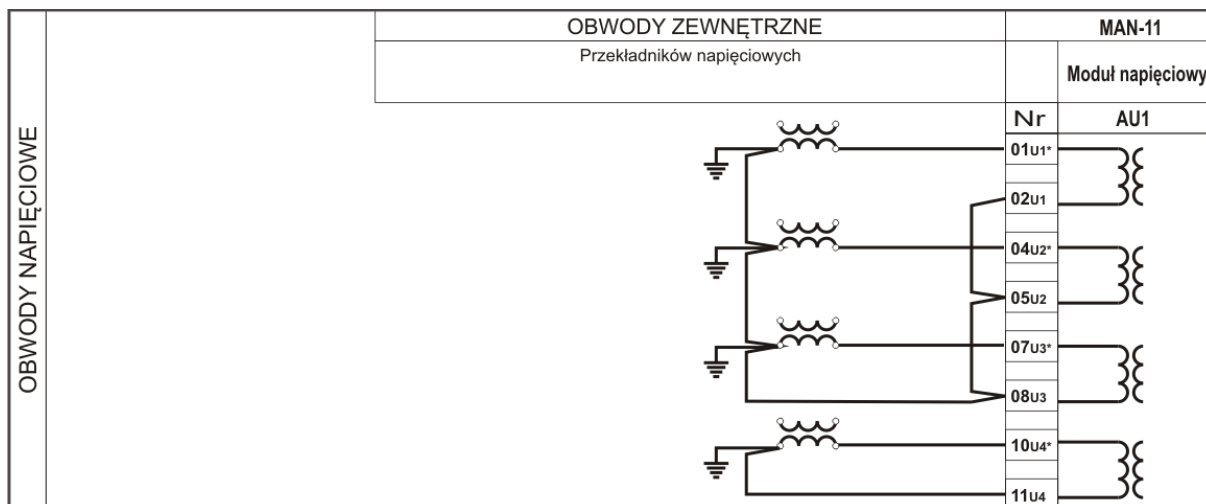 OBWODY NAPIĘCIOWE
OBWODY ZEWNĘTRZNE
MAN-11
Przekładników napięciowych
Moduł napięciowy
Nr
AU1
01U1*
02U1
04U2*
05U2
07U3*
08U3
10U4*
11U4